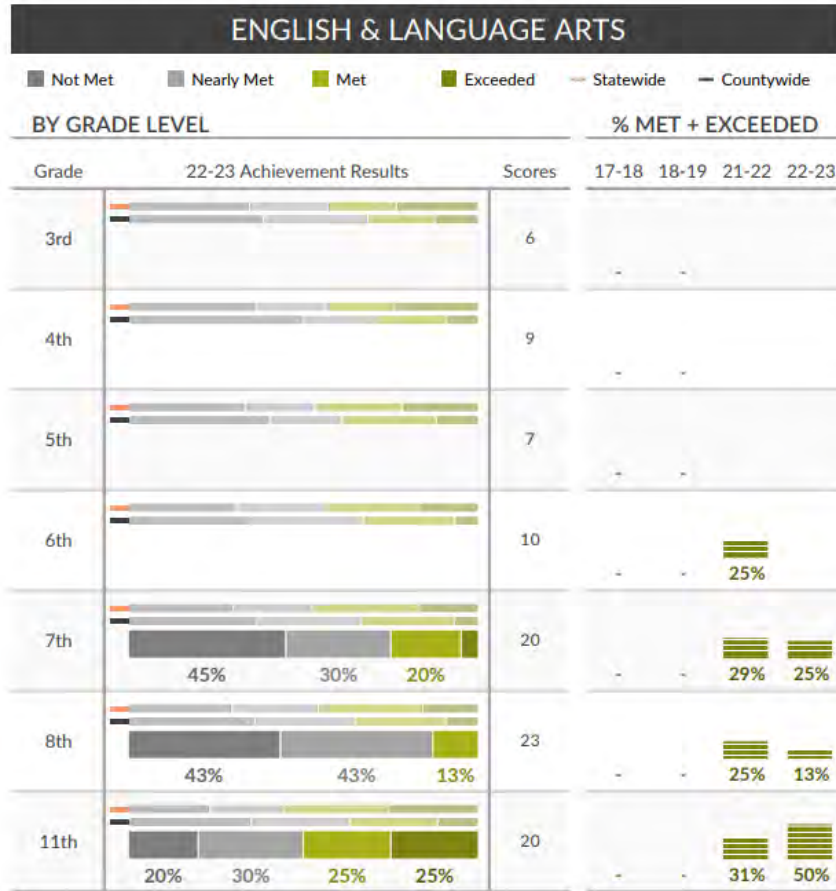 ENGLISH & LANGUAGE ARTS
Not Met Nearly Met Met Exceeded Statewide Countywide
BY GRADE LEVEL % MET + EXCEEDED
Grade 22-23 Achievement Results Scores 17-18 18-19 21-22 22-23
3rd 6
- -
4th 9
- -
5th 7
- -
6th 10
- - 25%
7th 20
45% 30% 20% - - 29% 25%
8th 23
43% 43% 13% - - 25% 13%
11th 20
20% 30% 25% 25% - - 31% 50%